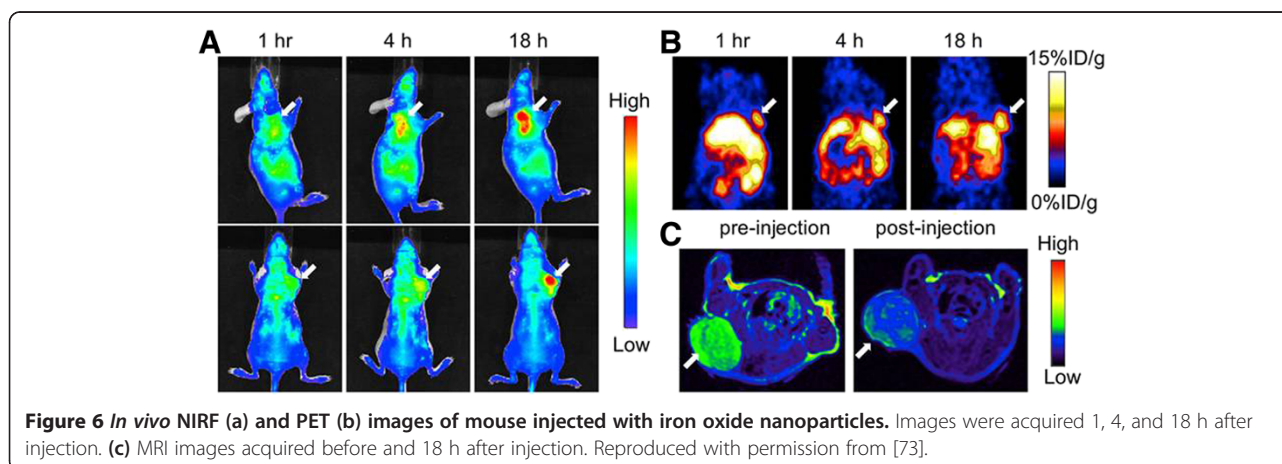 A
1 hr
4 h
18 h
High
Low
B
1 hr
4 h
18 h
15%ID/g
0%ID/g
C
pre-injection
post-injection
High
Low
Figure 6 In vivo NIRF (a) and PET (b) images of mouse injected with iron oxide nanoparticles. Images were acquired 1, 4, and 18 h after
injection. (c) MRI images acquired before and 18 h after injection. Reproduced with permission from [73].